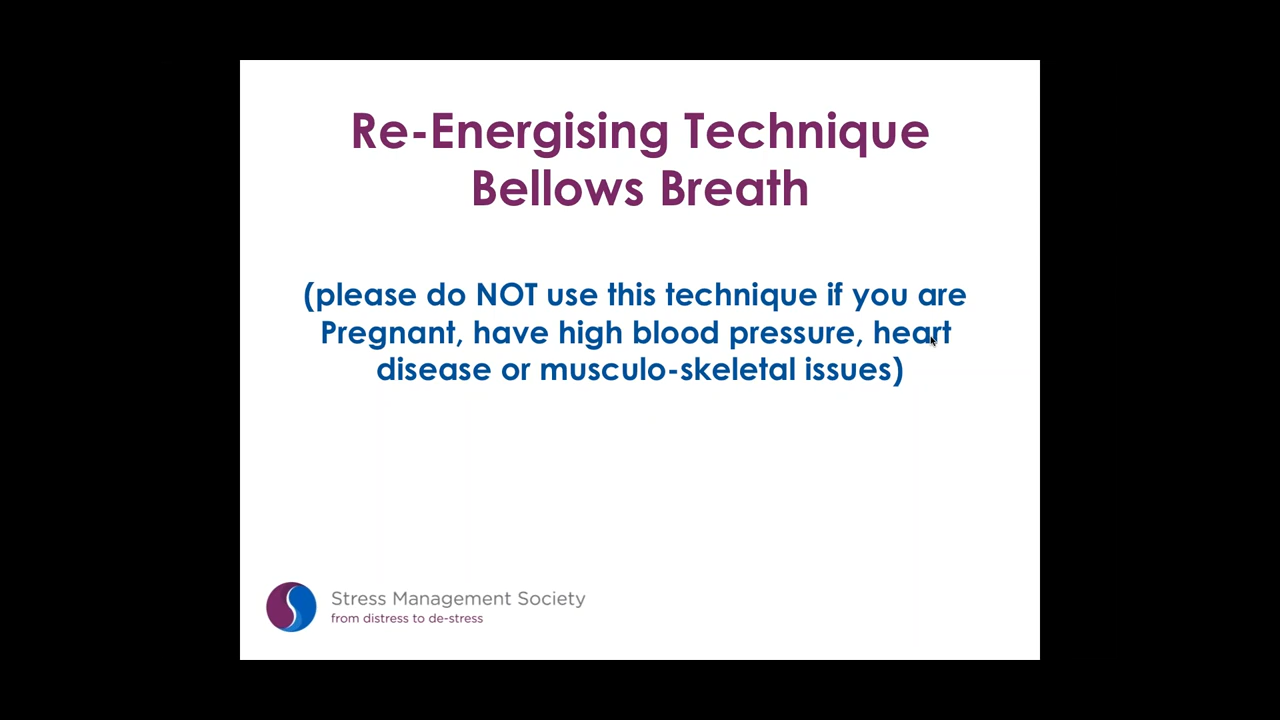 Re-Energising Technique
Bellows Breath
(please do NOT use this technique if you are
Pregnant, have high blood pressure, heart
disease or musculo-skeletal issues)
Stress Management Society
from distress to de-stress